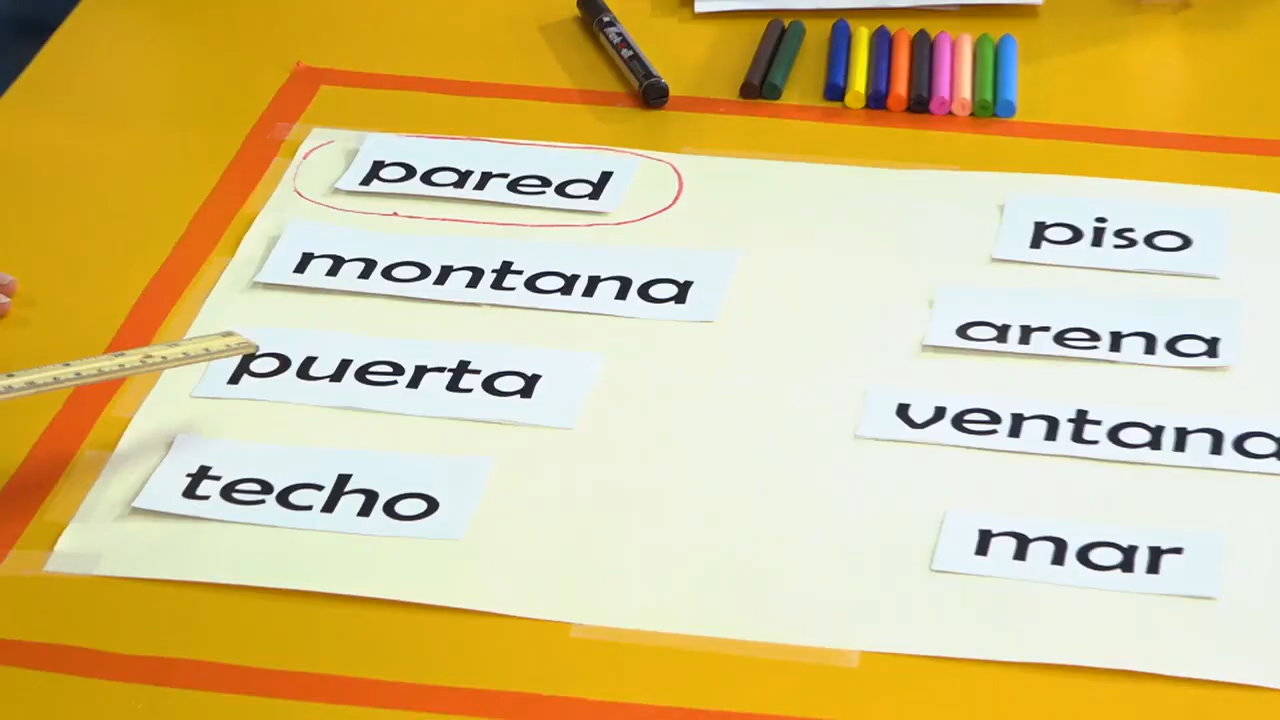 pared
montana
puerta
techo
piso
arena
ventana
mar